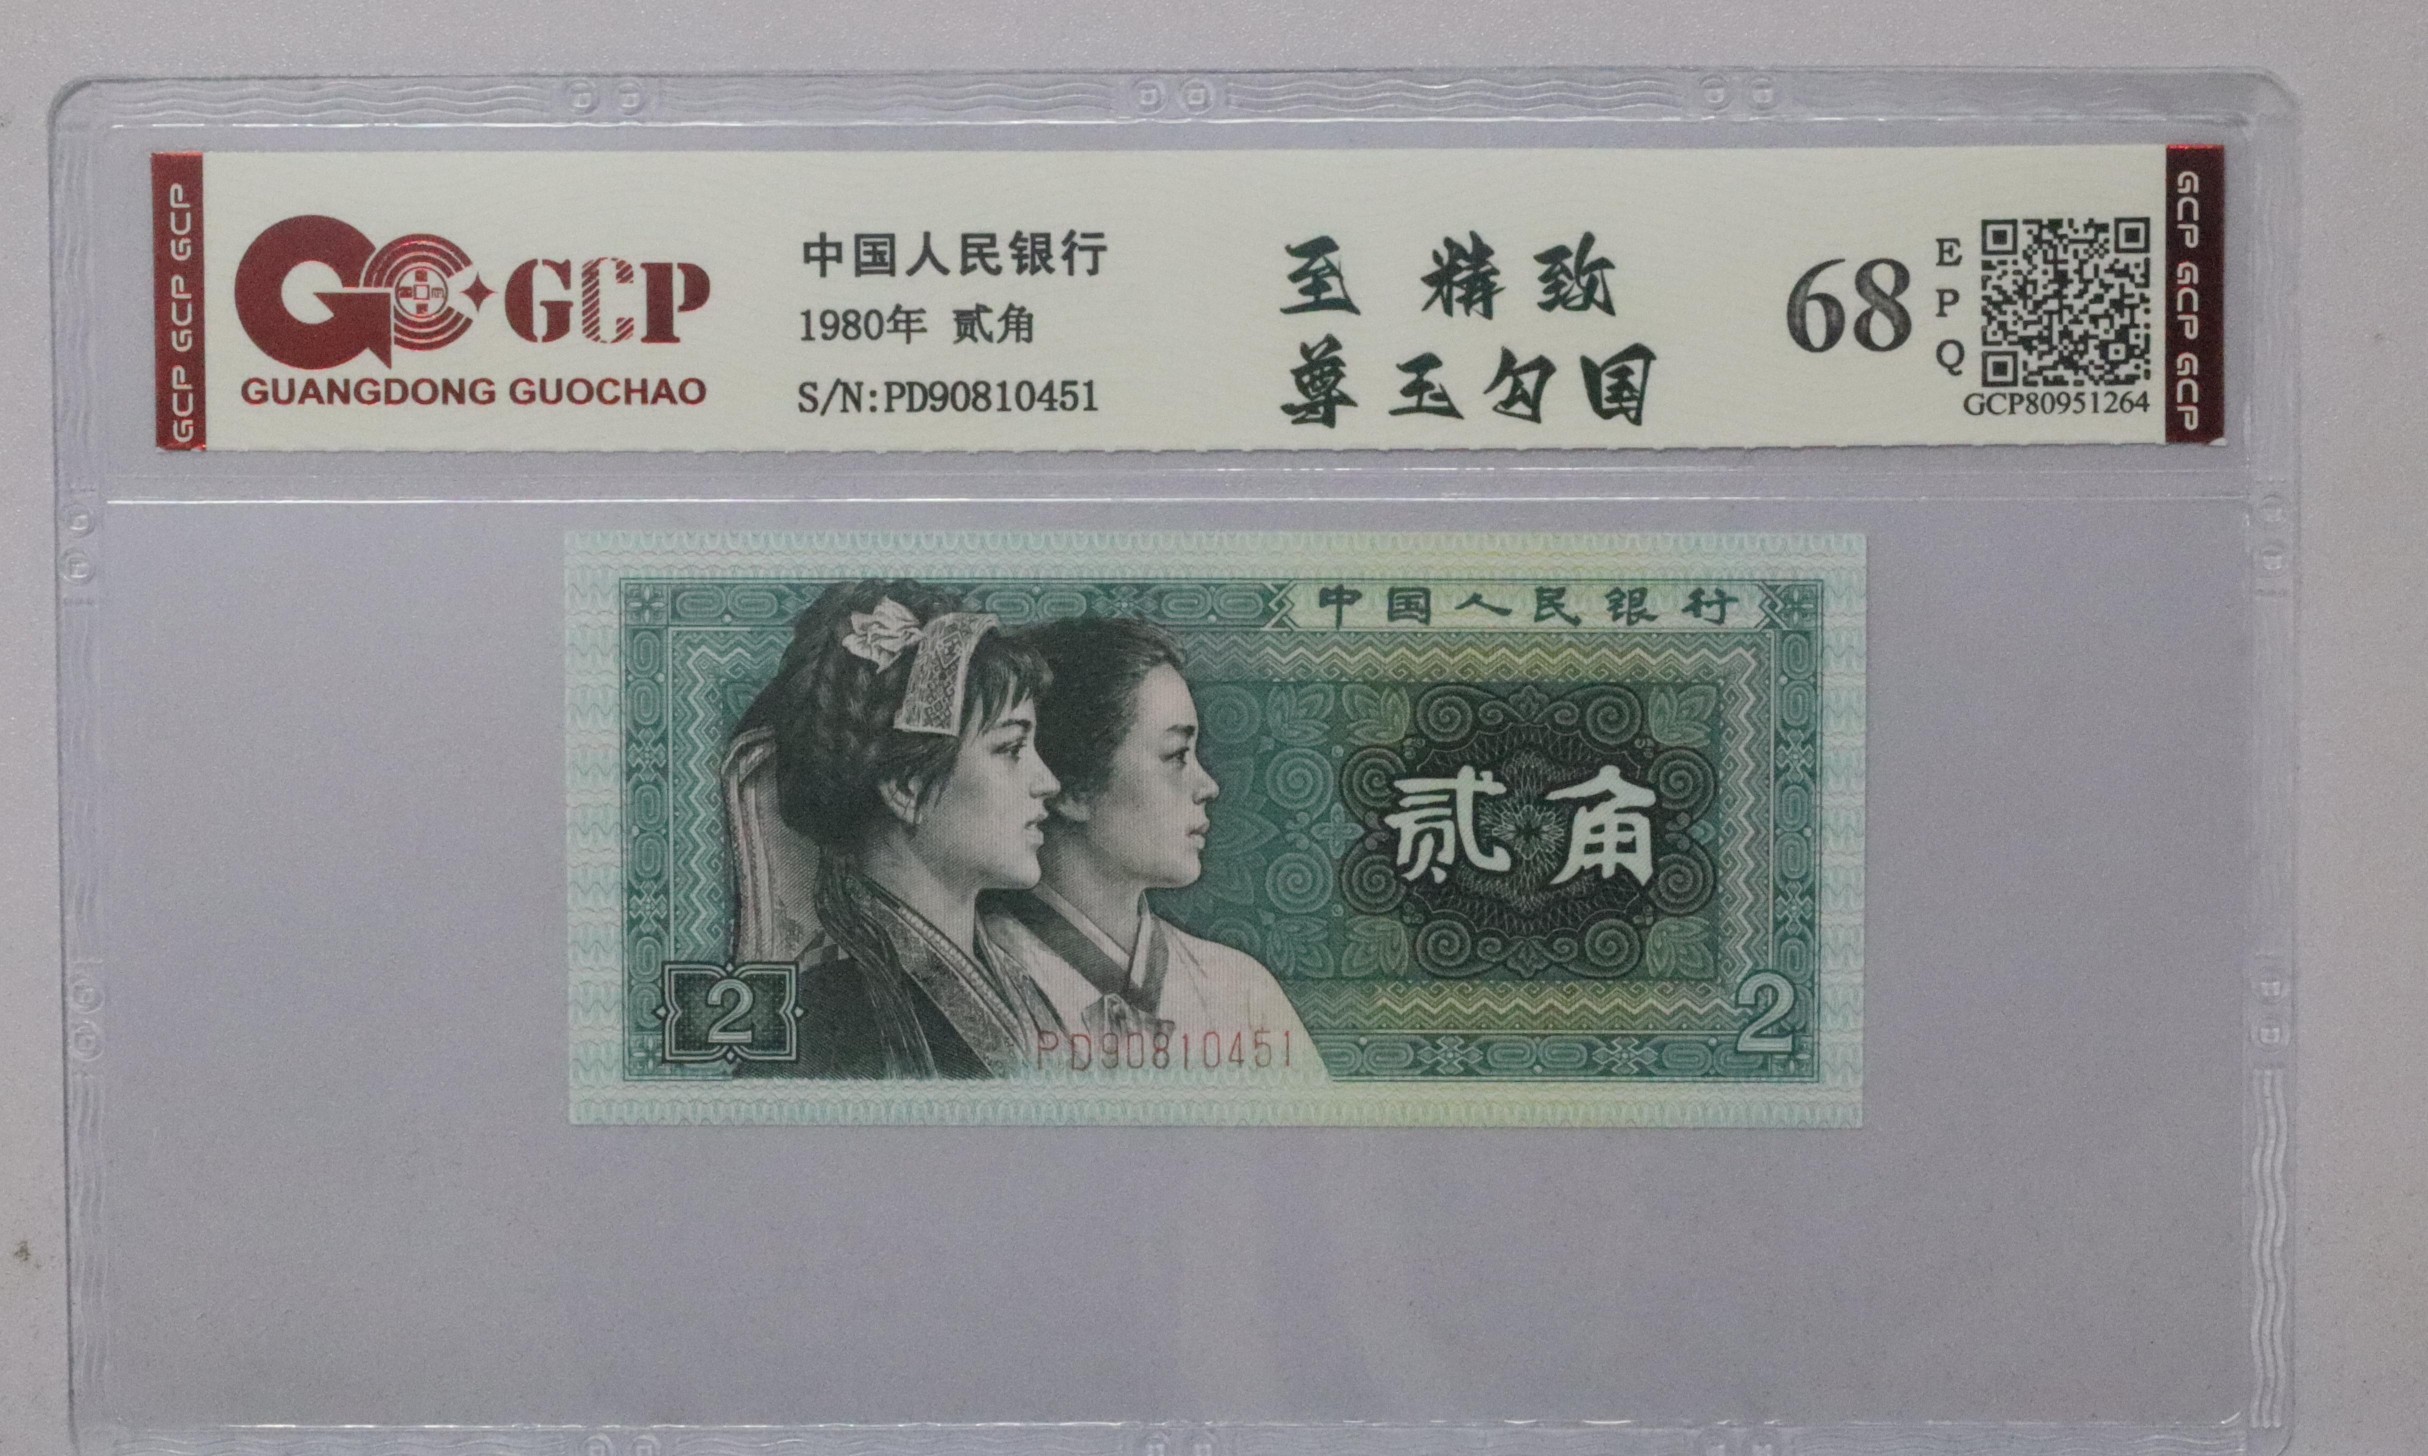 GCP GCP GCP
GCP
GUANGDONG GUOCHAO
中国人民银行
1980年 贰角
S/N:PD90810451
至 精 致
尊 玉 勾 国
68
E
P
Q
GCP80951264
GCP GCP GCP
中国人民银行
贰角
2
PD90810451
2